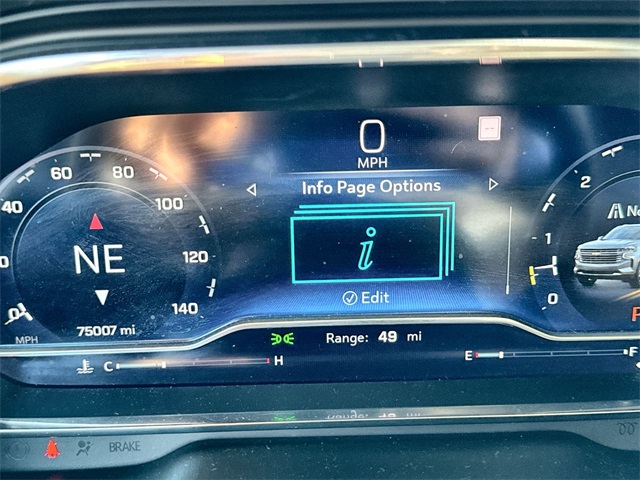 0
MPH
--
Info Page Options
i
Edit
40 60 80 100 120 140
NE
75007 mi
MPH
2
1
0
No
P
Range: 49 mi
C H
E F
BRAKE